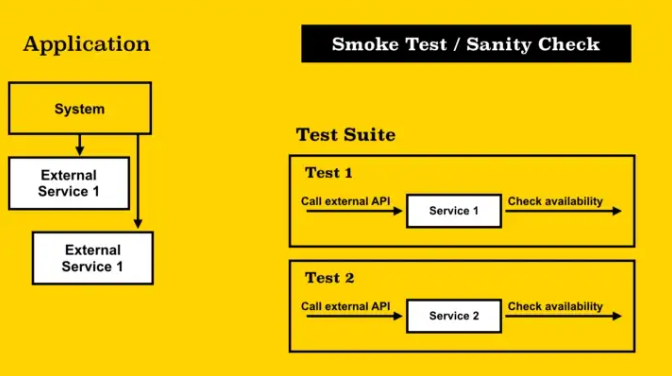 Application
Smoke Test / Sanity Check
System
External
Service 1
External
Service 1
Test Suite
Test 1
Call external API
Service 1
Check availability
Test 2
Call external API
Service 2
Check availability